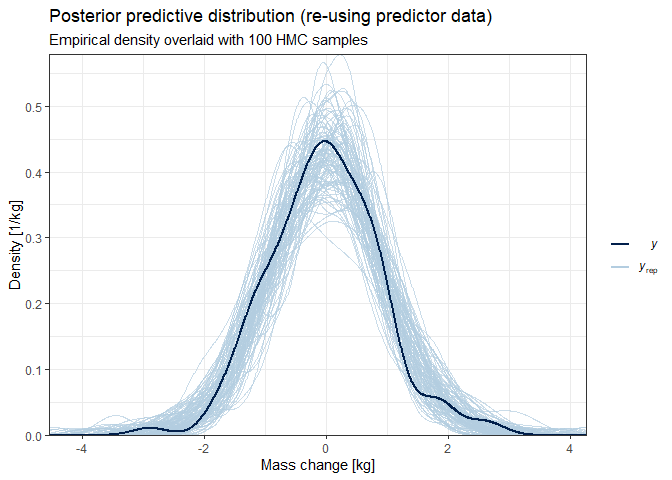 Posterior predictive distribution (re-using predictor data)
Empirical density overlaid with 100 HMC samples
Density [1/kg]
0.5
0.4
0.3
0.2
0.1
0.0
-4
-2
0
2
4
Mass change [kg]
y
y rep